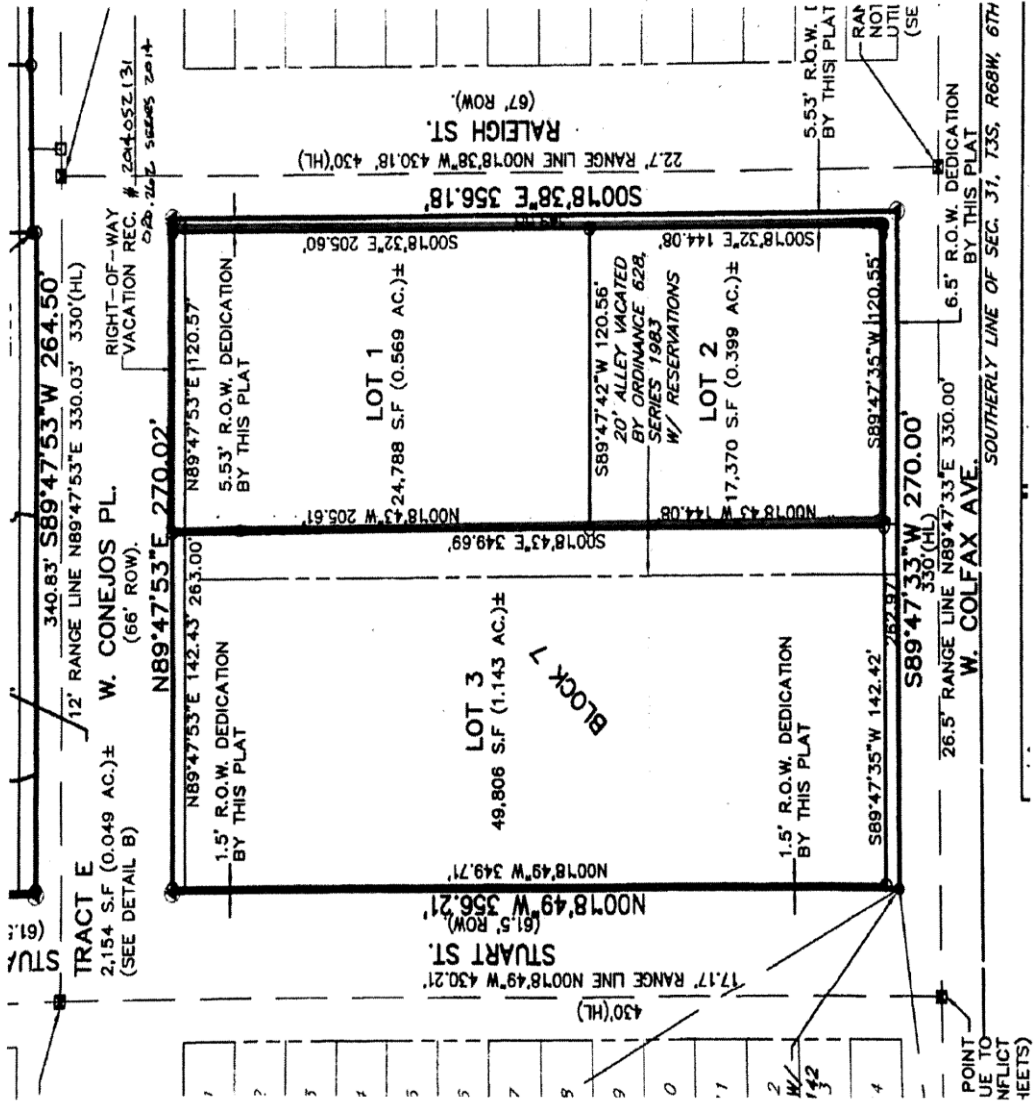 340.83' S89°47'53"W 264.50'
12' RANGE LINE N89°47'53"E 330.03' 330'(HL)
W. CONEJOS PL.
(66' ROW).
TRACT E
2,154 S.F (0.049 AC.)±
(SEE DETAIL B)
RIGHT-OF-WAY
VACATION REC. # 2014052131
SERIES 2014
N89°47'53"E 270.02'
N89°47'53"E 142.43'
263.00'
N89°47'53"E 120.57'
1.5' R.O.W. DEDICATION
BY THIS PLAT
5.53' R.O.W. DEDICATION
BY THIS PLAT
STUART ST.
(61.5' ROW)
17.17' RANGE LINE N00°18'49"W 430.21'
430'(HL)
N00°18'49"W 356.21'
N00°18'49"W 349.71'
LOT 3
49,806 S.F (1.143 AC.)±
BLOCK 7
S00°18'43"E 349.69'
N00°18'43"W 205.61'
N00°18'43"W 144.08'
LOT 1
24,788 S.F (0.569 AC.)±
S00°18'32"E 205.60'
S89°47'42"W 120.56'
20' ALLEY VACATED
BY ORDINANCE 628,
SERIES 1983
W/ RESERVATIONS
LOT 2
17,370 S.F (0.399 AC.)±
S00°18'32"E 144.08'
S00°18'38"E 356.18'
22.7' RANGE LINE N00°18'38"W 430.18' 430'(HL)
RALEIGH ST.
(67' ROW).
5.53' R.O.W.
BY THIS PLAT
1.5' R.O.W. DEDICATION
BY THIS PLAT
S89°47'35"W 142.42'
262.97'
S89°47'35"W 120.55'
S89°47'33"W 270.00'
330'(HL)
26.5' RANGE LINE N89°47'33"E 330.00'
W. COLFAX AVE.
6.5' R.O.W. DEDICATION
BY THIS PLAT
SOUTHERLY LINE OF SEC. 31, T3S, R68W, 6TH
POINT
UE TO
NFLICT
HEETS)